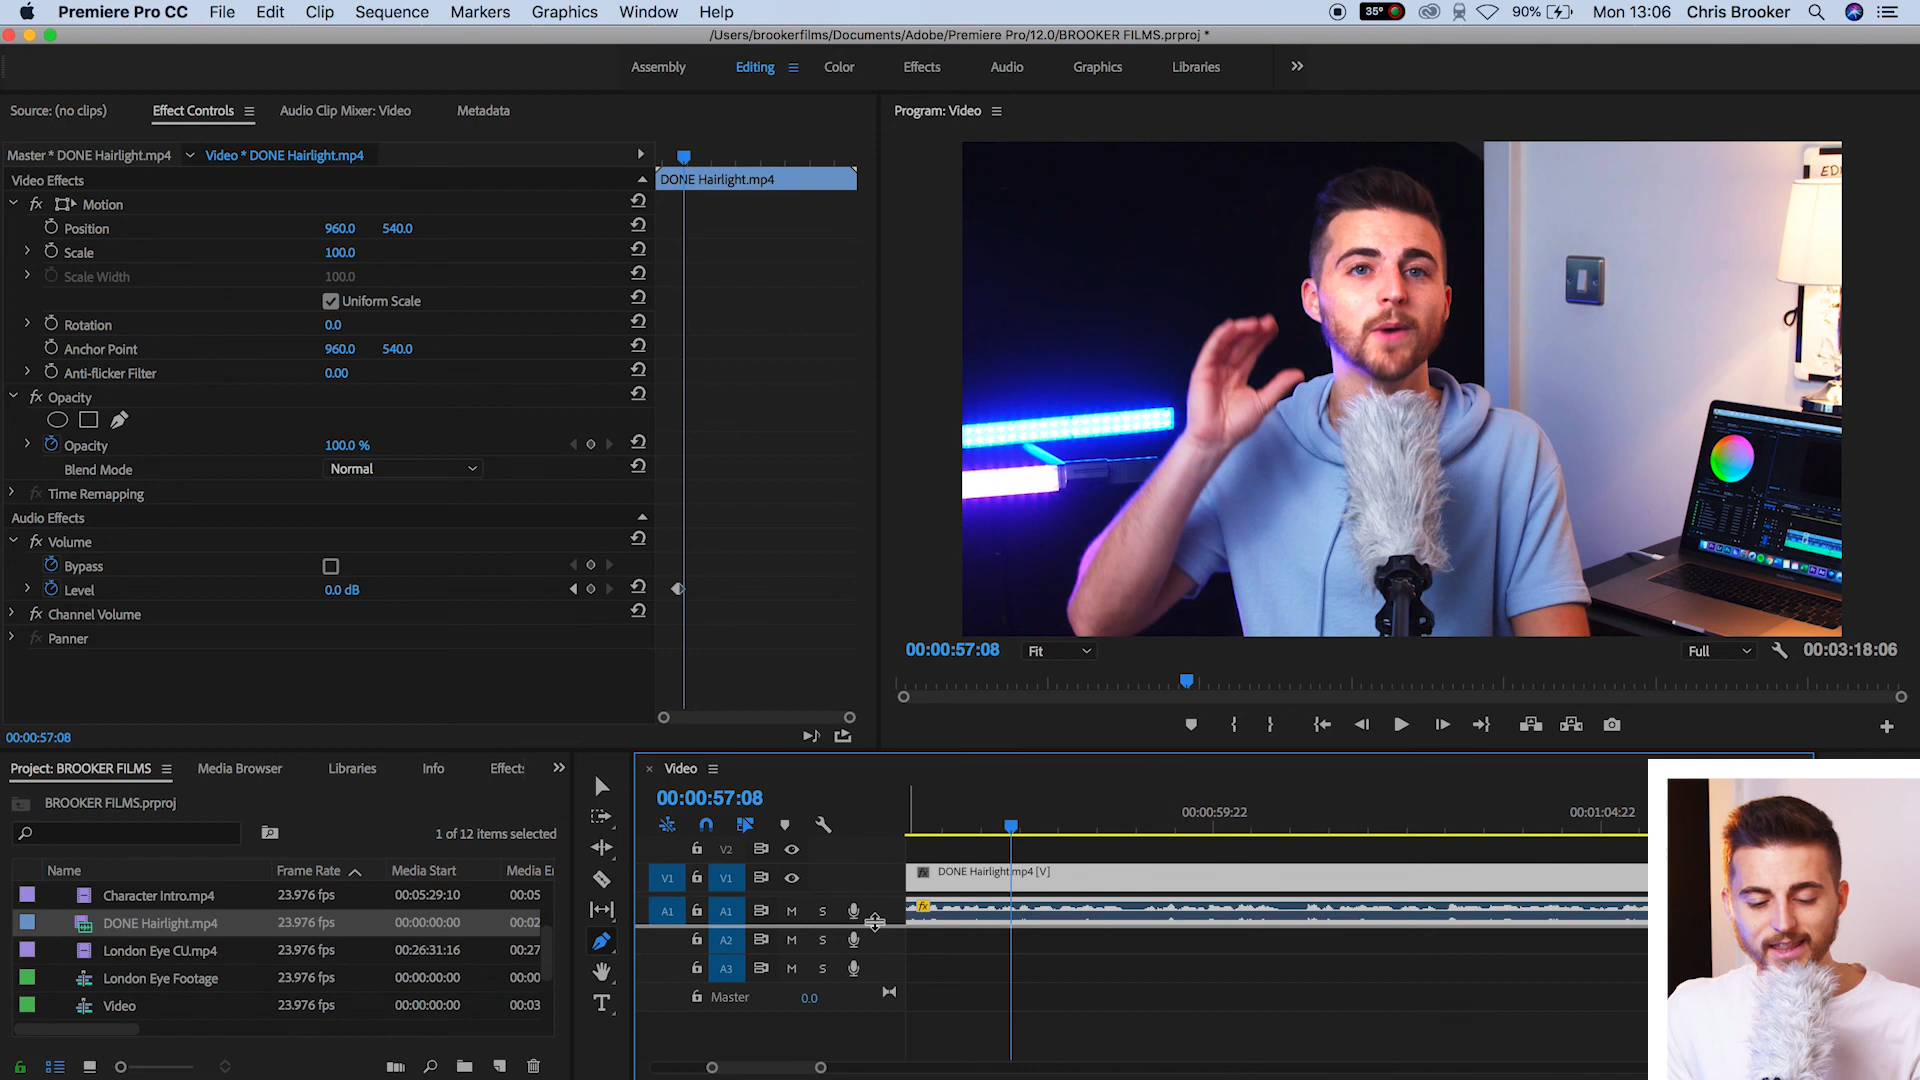 Premiere Pro CC File Edit Clip Sequence Markers Graphics Window Help 35° 90% Mon 13:06 Chris Brooker
/Users/brookerfilms/Documents/Adobe/Premiere Pro/12.0/BROOKER FILMS.prproj *
Assembly Editing Color Effects Audio Graphics Libraries
Source: (no clips) Effect Controls Audio Clip Mixer: Video Metadata
Program: Video
Master * DONE Hairlight.mp4 Video * DONE Hairlight.mp4
Video Effects
DONE Hairlight.mp4
fx Motion
Position 960.0 540.0
Scale 100.0
Scale Width 100.0
Uniform Scale
Rotation 0.0
Anchor Point 960.0 540.0
Anti-flicker Filter 0.00
fx Opacity
Opacity 100.0 %
Blend Mode Normal
fx Time Remapping
Audio Effects
fx Volume
Bypass
Level 0.0 dB
fx Channel Volume
fx Panner
00:00:57:08
00:00:57:08 Fit Full 00:03:18:06
Project: BROOKER FILMS Media Browser Libraries Info Effects
BROOKER FILMS.prproj
1 of 12 items selected
Name Frame Rate Media Start Media E
Character Intro.mp4 23.976 fps 00:05:29:10 00:05
DONE Hairlight.mp4 23.976 fps 00:00:00:00 00:02
London Eye CU.mp4 23.976 fps 00:26:31:16 00:27
London Eye Footage 23.976 fps 00:00:00:00 00:00
Video 23.976 fps 00:00:00:00 00:03
T
Video
00:00:57:08
00:00:59:22 00:01:04:22
V2
V1 V1 fx DONE Hairlight.mp4 [V]
A1 A1 M S fx
A2 M S
A3 M S
Master 0.0